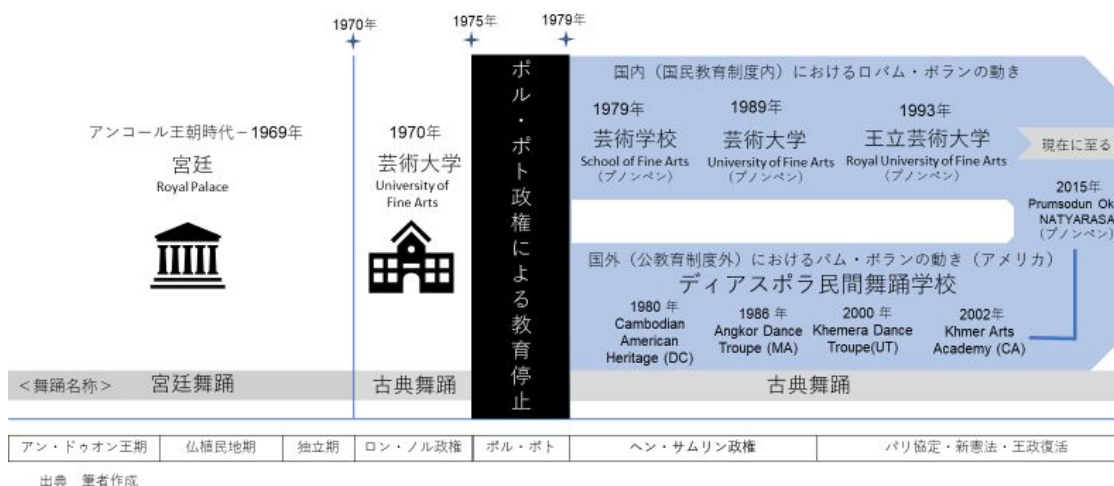 1970年
1975年
1979年
アンコール王朝時代－1969年
宮廷
Royal Palace
1970年
芸術大学
University of
Fine Arts
ポル・ポト政権による教育停止
国内（国民教育制度内）におけるロバム・ボランの動き
1979年
芸術学校
School of Fine Arts
（プノンペン）
1989年
芸術大学
University of Fine Arts
（プノンペン）
1993年
王立芸術大学
Royal University of Fine Arts
（プノンペン）
現在に至る
2015年
Prumsodun Ok
NATYARASA
（プノンペン）
国外（公教育制度外）におけるバム・ボランの動き（アメリカ）
ディアスポラ民間舞踊学校
1980 年
Cambodian
American
Heritage (DC)
1986 年
Angkor Dance
Troupe (MA)
2000 年
Khemera Dance
Troupe(UT)
2002年
Khmer Arts
Academy (CA)
＜舞踊名称＞
宮廷舞踊
古典舞踊
古典舞踊
アン・ドゥオン王期
仏植民地期
独立期
ロン・ノル政権
ポル・ポト
ヘン・サムリン政権
パリ協定・新憲法・王政復活
出典　筆者作成